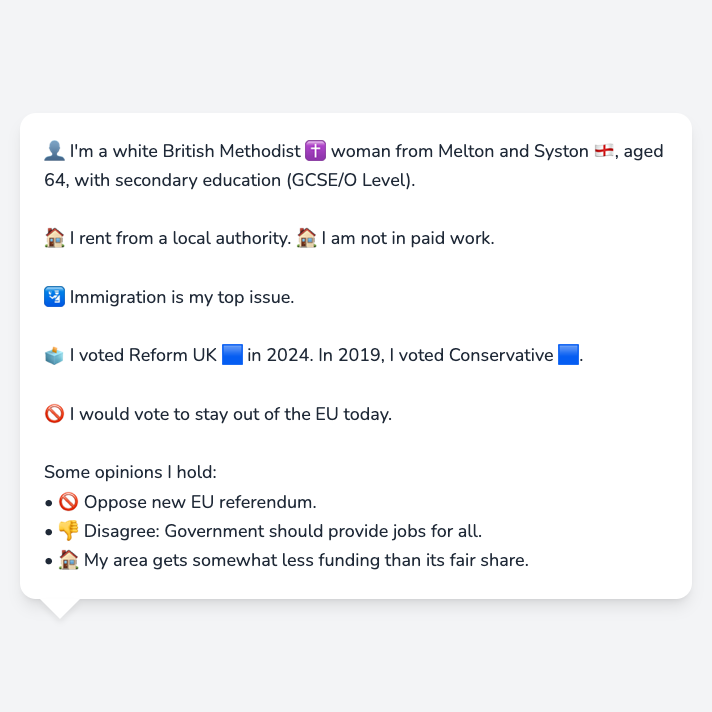 👤 I'm a white British Methodist ✝️ woman from Melton and Syston 🏴󠁧󠁢󠁥󠁮󠁧󠁿, aged
64, with secondary education (GCSE/O Level).
🏠 I rent from a local authority. 🏠 I am not in paid work.
🛂 Immigration is my top issue.
🗳️ I voted Reform UK 🟦 in 2024. In 2019, I voted Conservative 🟦.
🚫 I would vote to stay out of the EU today.
Some opinions I hold:
• 🚫 Oppose new EU referendum.
• 👎 Disagree: Government should provide jobs for all.
• 🏠 My area gets somewhat less funding than its fair share.